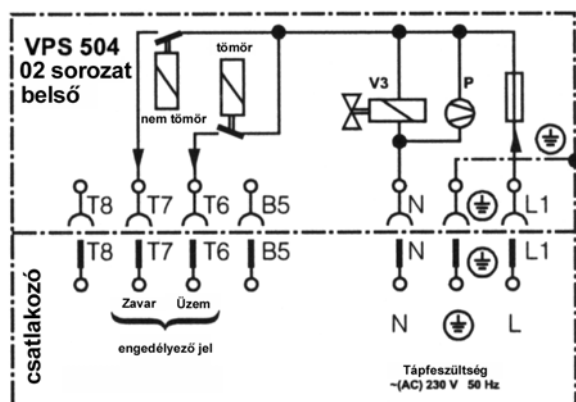 VPS 504
02 sorozat
belső
tömör
nem tömör
V3
P
T8 T7 T6 B5 N L1
T8 T7 T6 B5 N L1
Zavar Üzem
N L
engedélyező jel
Tápfeszültség
~(AC) 230 V 50 Hz
csatlakozó